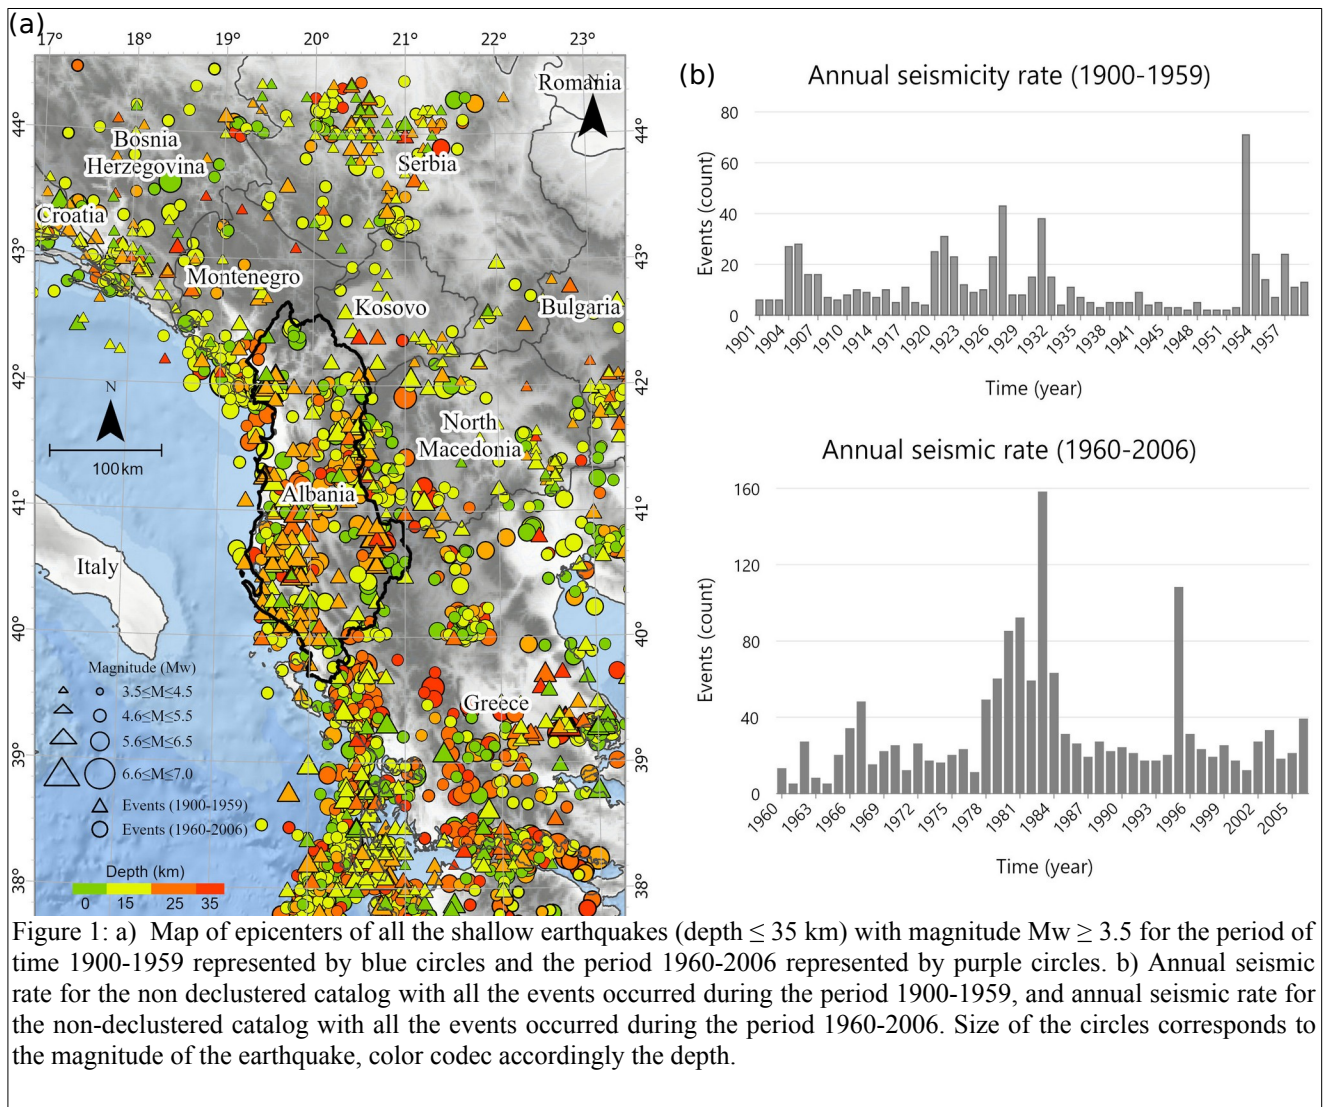 (a)
17° 18° 19° 20° 21° 22° 23°
Romania
N
44° 44°
Bosnia
Herzegovina
Serbia
Croatia
43° 43°
Montenegro
Kosovo
Bulgaria
42° 42°
N
100 km
North
Macedonia
41° 41°
Albania
Italy
40° 40°
Greece
39° 39°
38° 38°
Magnitude (Mw)
3.5≤M≤4.5
4.6≤M≤5.5
5.6≤M≤6.5
6.6≤M≤7.0
Events (1900-1959)
Events (1960-2006)
Depth (km)
0 15 25 35
(b)
Annual seismicity rate (1900-1959)
Events (count)
80
60
40
20
0
1901 1904 1907 1910 1914 1917 1920 1923 1926 1929 1932 1935 1938 1941 1945 1948 1951 1954 1957
Time (year)
Annual seismic rate (1960-2006)
Events (count)
160
120
80
40
0
1960 1963 1966 1969 1972 1975 1978 1981 1984 1987 1990 1993 1996 1999 2002 2005
Time (year)
Figure 1: a) Map of epicenters of all the shallow earthquakes (depth ≤ 35 km) with magnitude Mw ≥ 3.5 for the period of
time 1900-1959 represented by blue circles and the period 1960-2006 represented by purple circles. b) Annual seismic
rate for the non declustered catalog with all the events occurred during the period 1900-1959, and annual seismic rate for
the non-declustered catalog with all the events occurred during the period 1960-2006. Size of the circles corresponds to
the magnitude of the earthquake, color codec accordingly the depth.